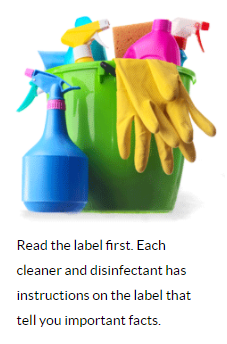 Read the label first. Each
cleaner and disinfectant has
instructions on the label that
tell you important facts.